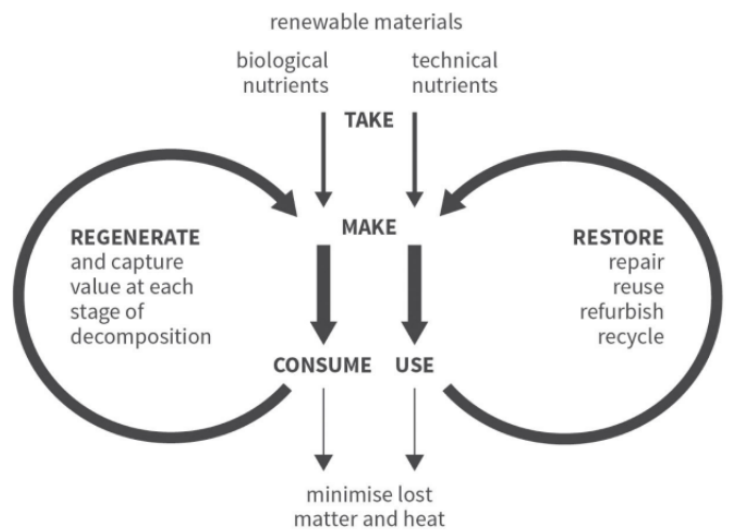 renewable materials
biological
nutrients
technical
nutrients
TAKE
MAKE
REGENERATE
and capture
value at each
stage of
decomposition
RESTORE
repair
reuse
refurbish
recycle
CONSUME
USE
minimise lost
matter and heat